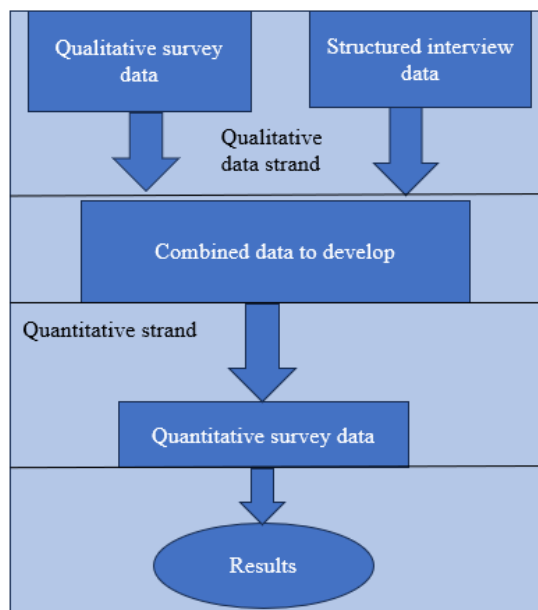 Qualitative survey
data
Structured interview
data
Qualitative
data strand
Combined data to develop
Quantitative strand
Quantitative survey data
Results